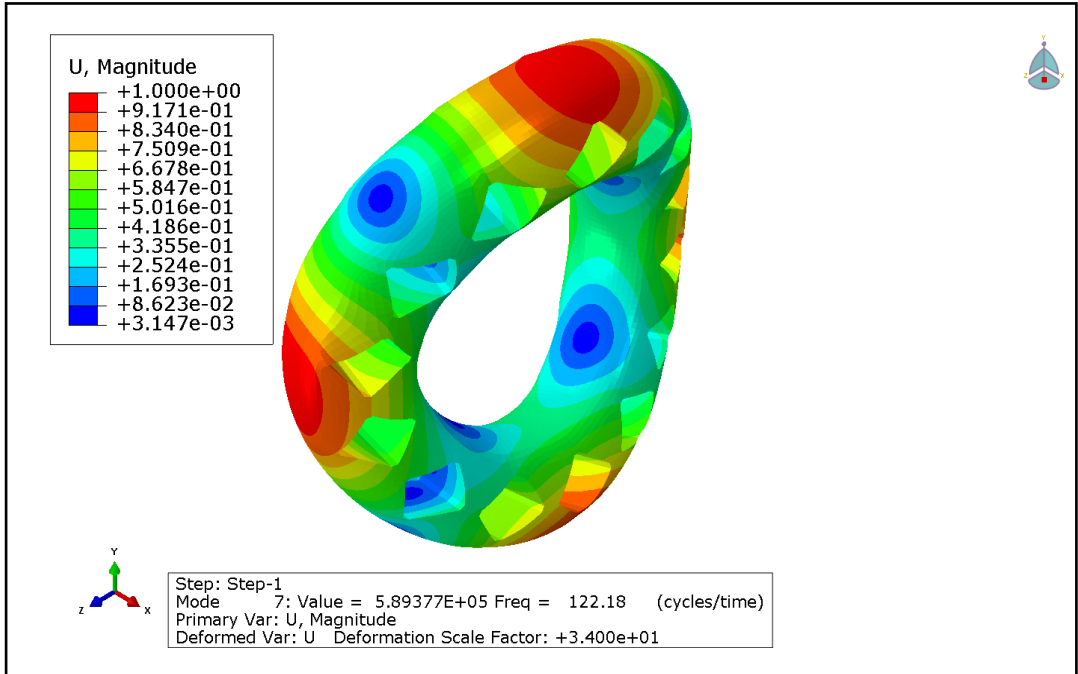 U, Magnitude
+1.000e+00
+9.171e-01
+8.340e-01
+7.509e-01
+6.678e-01
+5.847e-01
+5.016e-01
+4.186e-01
+3.355e-01
+2.524e-01
+1.693e-01
+8.623e-02
+3.147e-03
Y
Z X
Y
Z X
Step: Step-1
Mode 7: Value = 5.89377E+05 Freq = 122.18 (cycles/time)
Primary Var: U, Magnitude
Deformed Var: U Deformation Scale Factor: +3.400e+01